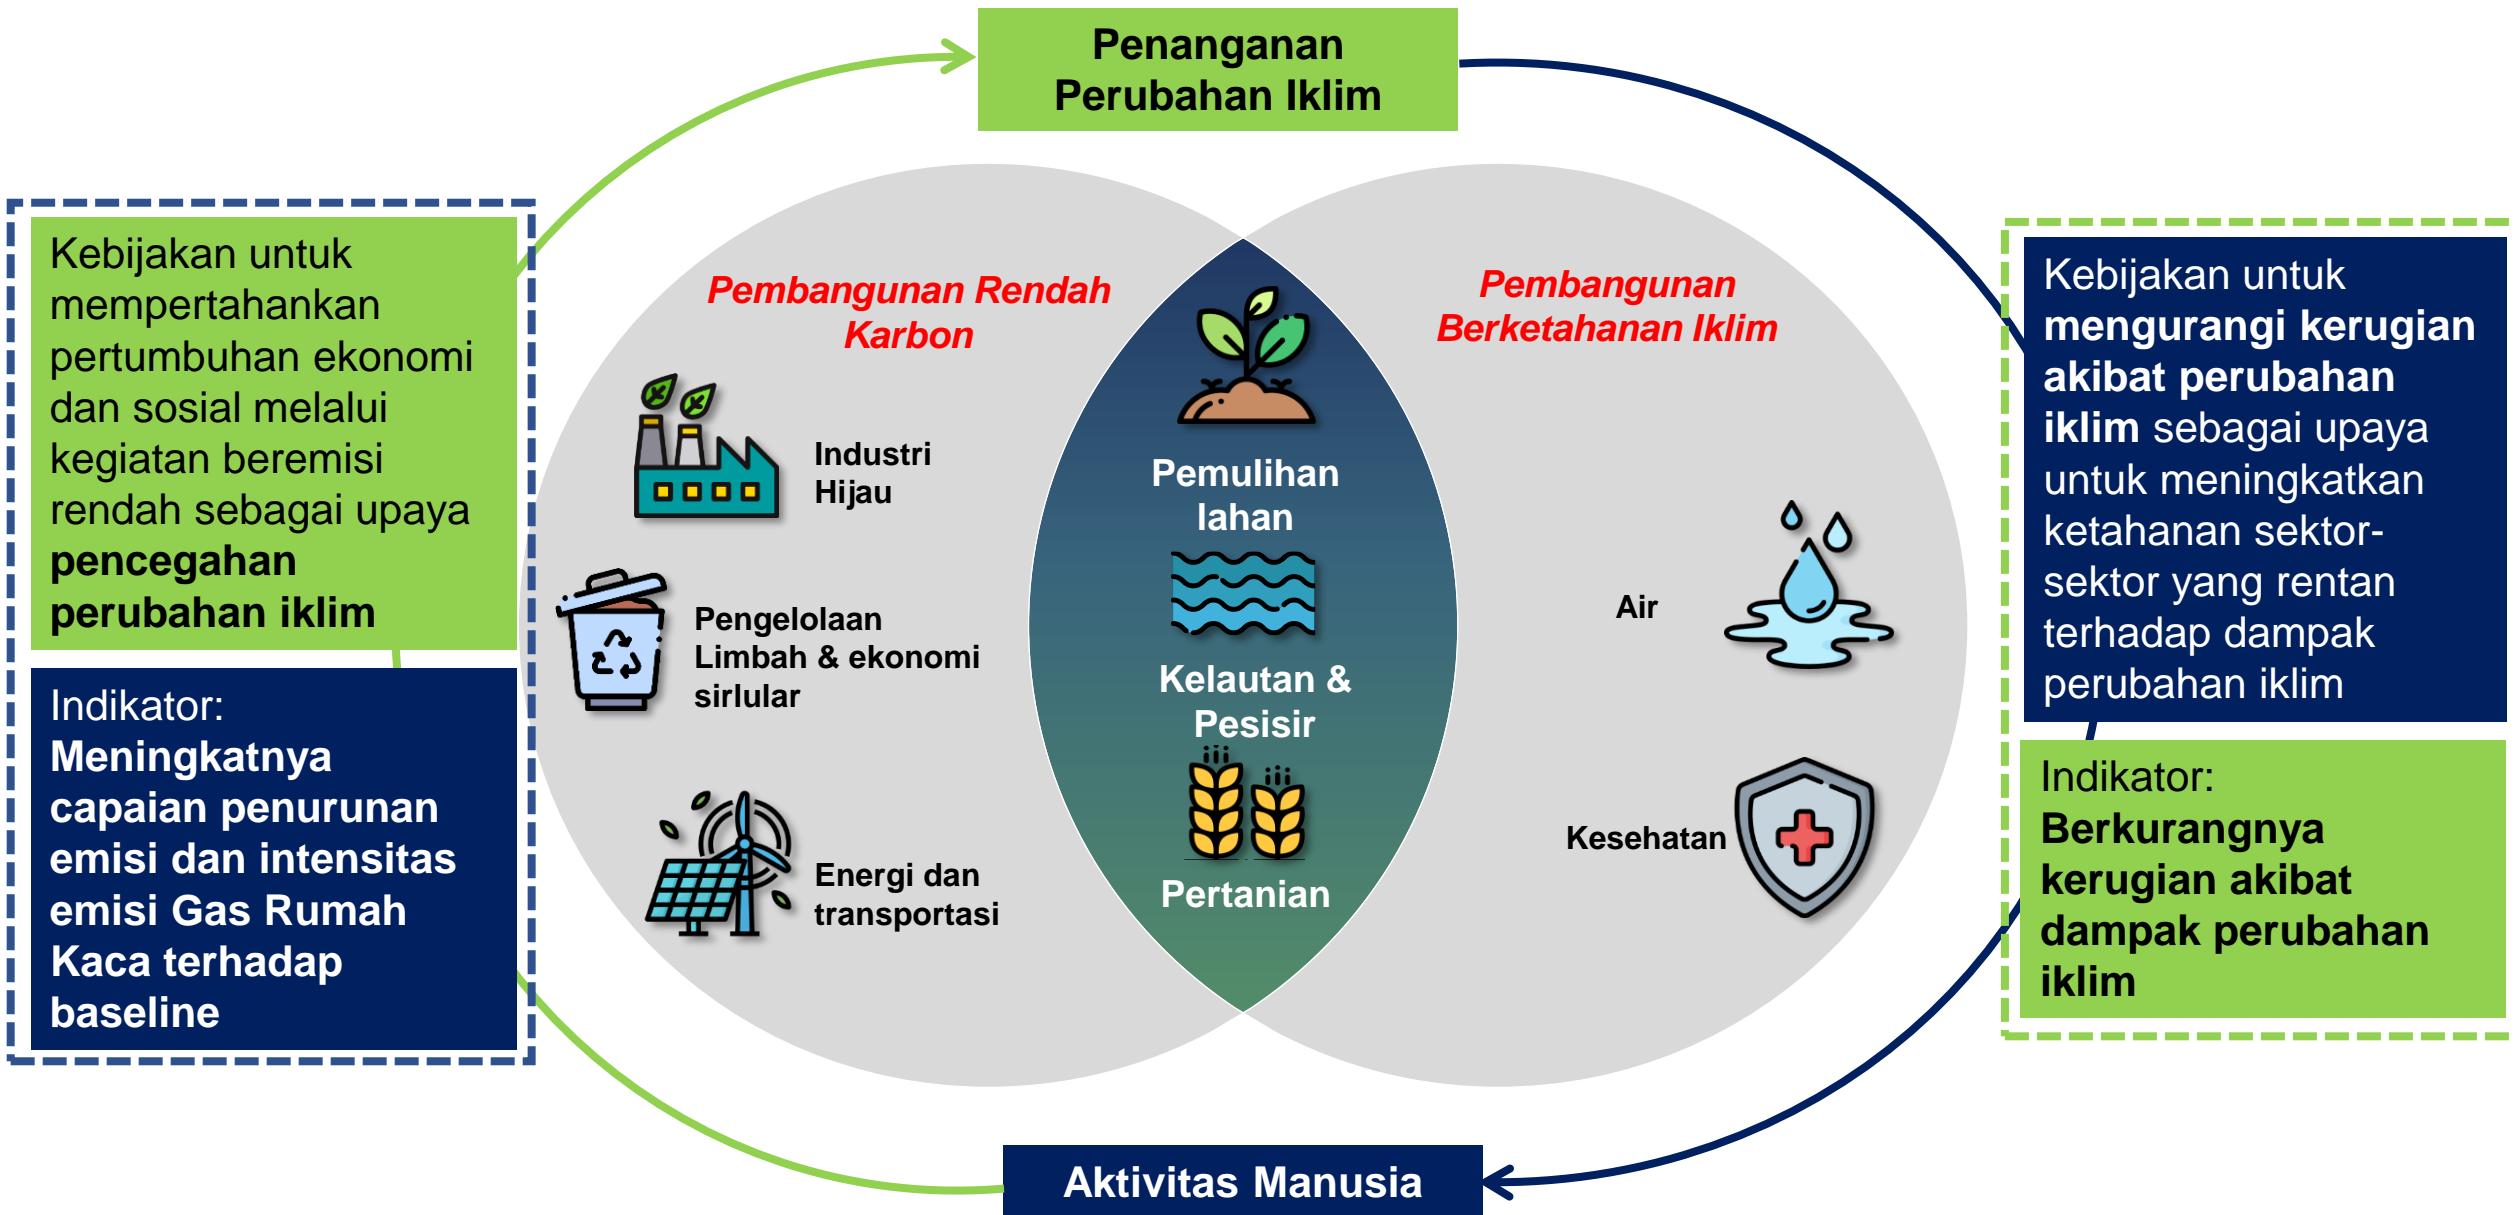 Penanganan
Perubahan Iklim
Kebijakan untuk
mempertahankan
pertumbuhan ekonomi
dan sosial melalui
kegiatan beremisi
rendah sebagai upaya
pencegahan
perubahan iklim
Indikator:
Meningkatnya
capaian penurunan
emisi dan intensitas
emisi Gas Rumah
Kaca terhadap
baseline
Pembangunan Rendah
Karbon
Industri
Hijau
Pengelolaan
Limbah & ekonomi
sirlular
Energi dan
transportasi
Pemulihan
lahan
Kelautan &
Pesisir
Pertanian
Pembangunan
Berketahanan Iklim
Air
Kesehatan
Kebijakan untuk
mengurangi kerugian
akibat perubahan
iklim sebagai upaya
untuk meningkatkan
ketahanan sektor-
sektor yang rentan
terhadap dampak
perubahan iklim
Indikator:
Berkurangnya
kerugian akibat
dampak perubahan
iklim
Aktivitas Manusia